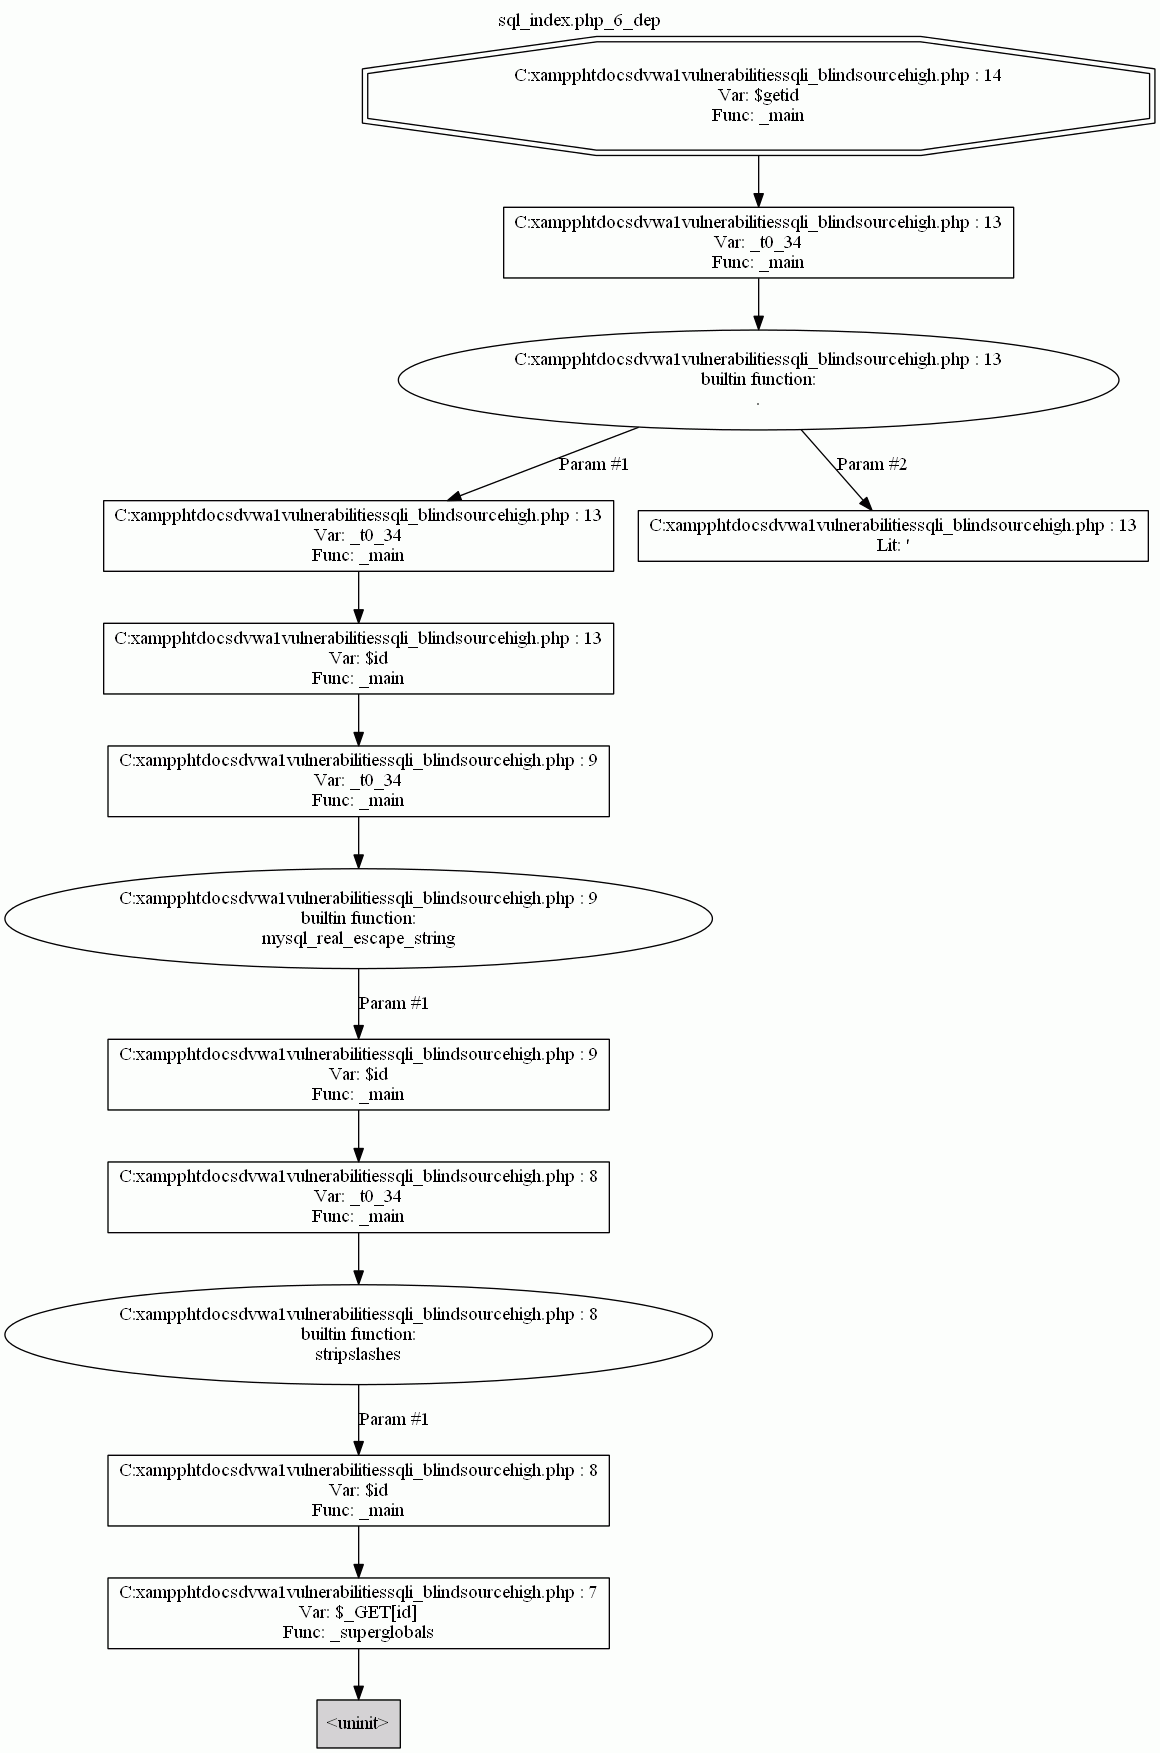 sql_index.php_6_dep
C:xampphtdocsdvwa1vulnerabilitiessqli_blindsourcehigh.php : 14
Var: $getid
Func: _main
C:xampphtdocsdvwa1vulnerabilitiessqli_blindsourcehigh.php : 13
Var: _t0_34
Func: _main
C:xampphtdocsdvwa1vulnerabilitiessqli_blindsourcehigh.php : 13
builtin function:
.
Param #1
Param #2
C:xampphtdocsdvwa1vulnerabilitiessqli_blindsourcehigh.php : 13
Var: _t0_34
Func: _main
C:xampphtdocsdvwa1vulnerabilitiessqli_blindsourcehigh.php : 13
Lit: '
C:xampphtdocsdvwa1vulnerabilitiessqli_blindsourcehigh.php : 13
Var: $id
Func: _main
C:xampphtdocsdvwa1vulnerabilitiessqli_blindsourcehigh.php : 9
Var: _t0_34
Func: _main
C:xampphtdocsdvwa1vulnerabilitiessqli_blindsourcehigh.php : 9
builtin function:
mysql_real_escape_string
Param #1
C:xampphtdocsdvwa1vulnerabilitiessqli_blindsourcehigh.php : 9
Var: $id
Func: _main
C:xampphtdocsdvwa1vulnerabilitiessqli_blindsourcehigh.php : 8
Var: _t0_34
Func: _main
C:xampphtdocsdvwa1vulnerabilitiessqli_blindsourcehigh.php : 8
builtin function:
stripslashes
Param #1
C:xampphtdocsdvwa1vulnerabilitiessqli_blindsourcehigh.php : 8
Var: $id
Func: _main
C:xampphtdocsdvwa1vulnerabilitiessqli_blindsourcehigh.php : 7
Var: $_GET[id]
Func: _superglobals
<uninit>